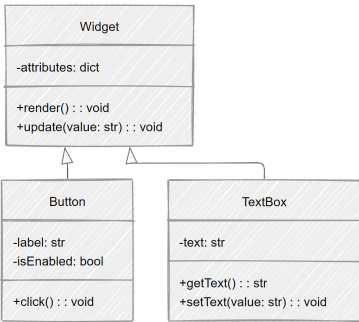 Widget
-attributes: dict
+render() : : void
+update(value: str) : : void
Button
-label: str
-isEnabled: bool
+click() : : void
TextBox
-text: str
+getText() : : str
+setText(value: str) : : void